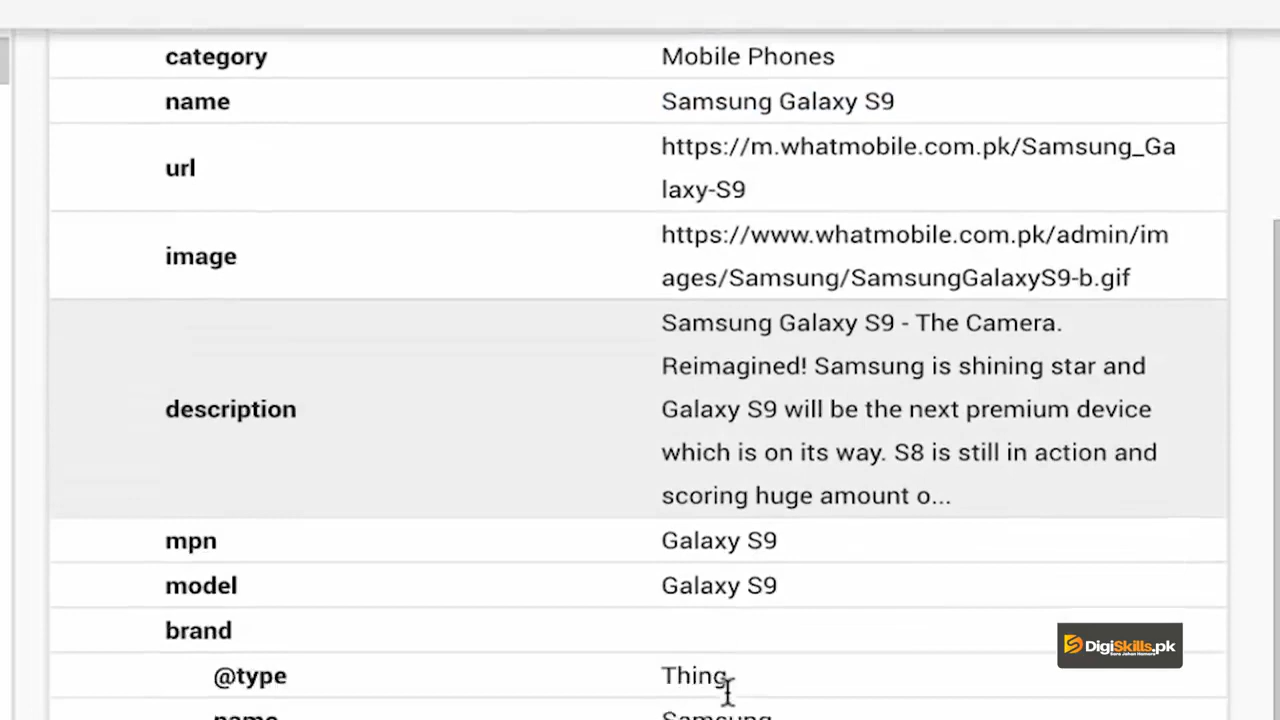 category Mobile Phones
name Samsung Galaxy S9
url https://m.whatmobile.com.pk/Samsung_Ga
laxy-S9
image https://www.whatmobile.com.pk/admin/im
ages/Samsung/SamsungGalaxyS9-b.gif
description Samsung Galaxy S9 - The Camera.
Reimagined! Samsung is shining star and
Galaxy S9 will be the next premium device
which is on its way. S8 is still in action and
scoring huge amount o...
mpn Galaxy S9
model Galaxy S9
brand
DigiSkills.pk
@type Thing
name Samsung